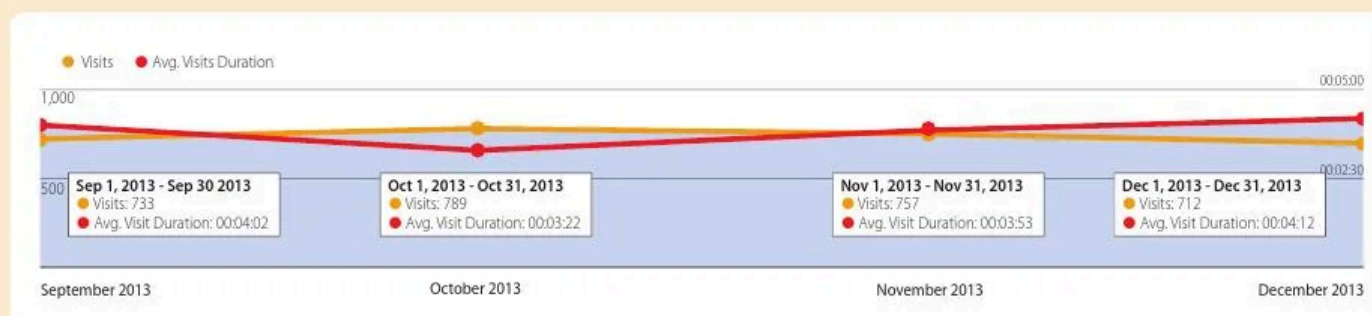 Visits Avg. Visits Duration
00:05:00
1,000
00:02:30
500
Sep 1, 2013 - Sep 30 2013
Visits: 733
Avg. Visit Duration: 00:04:02
Oct 1, 2013 - Oct 31, 2013
Visits: 789
Avg. Visit Duration: 00:03:22
Nov 1, 2013 - Nov 31, 2013
Visits: 757
Avg. Visit Duration: 00:03:53
Dec 1, 2013 - Dec 31, 2013
Visits: 712
Avg. Visit Duration: 00:04:12
September 2013
October 2013
November 2013
December 2013